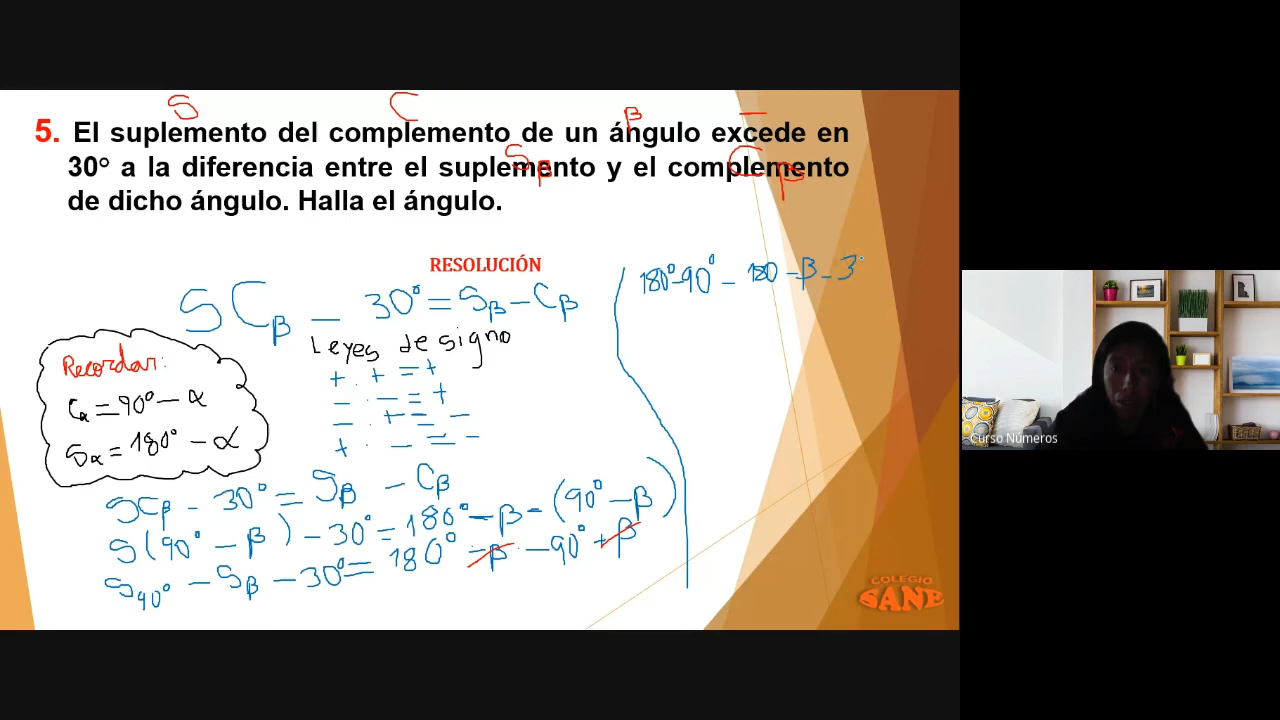 S C β –
5. El suplemento del complemento de un ángulo excede en
Sβ Cβ
30° a la diferencia entre el suplemento y el complemento
de dicho ángulo. Halla el ángulo.
RESOLUCIÓN
SCβ – 30° = Sβ – Cβ
Leyes de signo
+ . + = +
– . – = +
– . + = –
+ . – = –
Recordar:
Cα = 90° – α
Sα = 180° – α
SCβ – 30° = Sβ – Cβ
S(90° – β) – 30° = 180° – β – (90° – β)
S90° – Sβ – 30° = 180° – β – 90° + β
180° – 90° – 180 – β – 3
COLEGIO
SANE
Curso Números